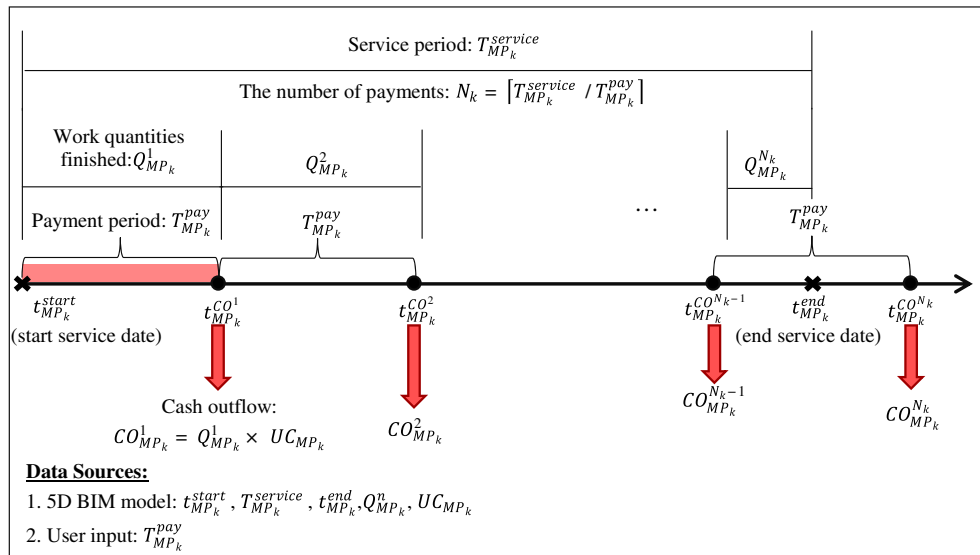 Service period: $T_{MP_k}^{service}$
The number of payments: $N_k = \lceil T_{MP_k}^{service} / T_{MP_k}^{pay} \rceil$
Work quantities
finished:$Q_{MP_k}^{1}$
$Q_{MP_k}^{2}$
$Q_{MP_k}^{N_k}$
Payment period: $T_{MP_k}^{pay}$
$T_{MP_k}^{pay}$
…
$T_{MP_k}^{pay}$
$t_{MP_k}^{start}$
(start service date)
$t_{MP_k}^{CO^1}$
$t_{MP_k}^{CO^2}$
$t_{MP_k}^{CO^{N_k-1}}$
$t_{MP_k}^{end}$
(end service date)
$t_{MP_k}^{CO^{N_k}}$
Cash outflow:
$CO_{MP_k}^{1} = Q_{MP_k}^{1} \times UC_{MP_k}$
$CO_{MP_k}^{2}$
$CO_{MP_k}^{N_k-1}$
$CO_{MP_k}^{N_k}$
Data Sources:
1. 5D BIM model: $t_{MP_k}^{start}$ , $T_{MP_k}^{service}$ , $t_{MP_k}^{end}$,$Q_{MP_k}^{n}$, $UC_{MP_k}$
2. User input: $T_{MP_k}^{pay}$